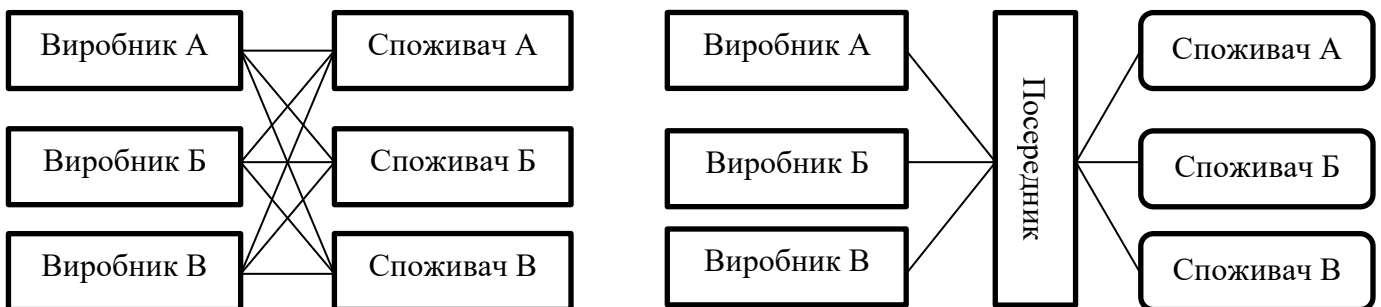 Виробник А
Споживач А
Виробник Б
Споживач Б
Виробник В
Споживач В
Виробник А
Виробник Б
Виробник В
Посередник
Споживач А
Споживач Б
Споживач В